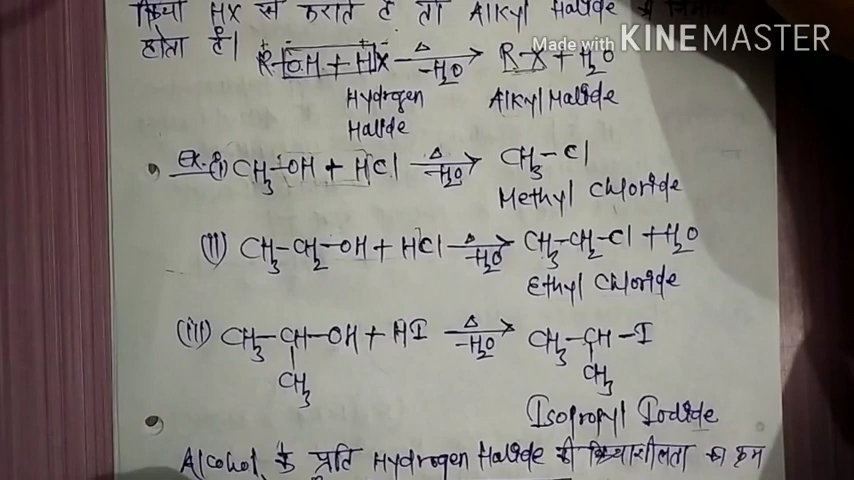 क्रिया HX से कराते है तो Alkyl Halide
होता है।
Made with KINEMASTER
R-OH + HX △ -H₂O → R-X + H₂O
Hydrogen Halide Alkyl Halide
Ex.- (i) CH₃-OH + HCl △ -H₂O → CH₃-Cl
Methyl Chloride
(ii) CH₃-CH₂-OH + HCl △ -H₂O → CH₃-CH₂-Cl + H₂O
Ethyl Chloride
(iii) CH₃-CH-OH + HI △ -H₂O → CH₃-CH-I
CH₃ CH₃
Isopropyl Iodide
Alcohol के प्रति Hydrogen Halide की क्रियाशीलता का क्रम